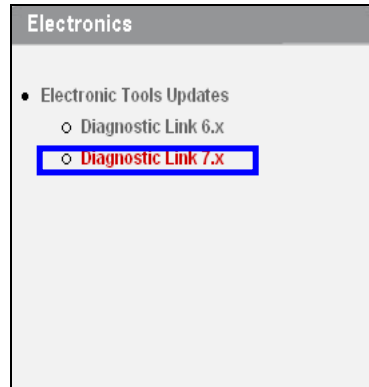 Electronics
Electronic Tools Updates
Diagnostic Link 6.x
Diagnostic Link 7.x